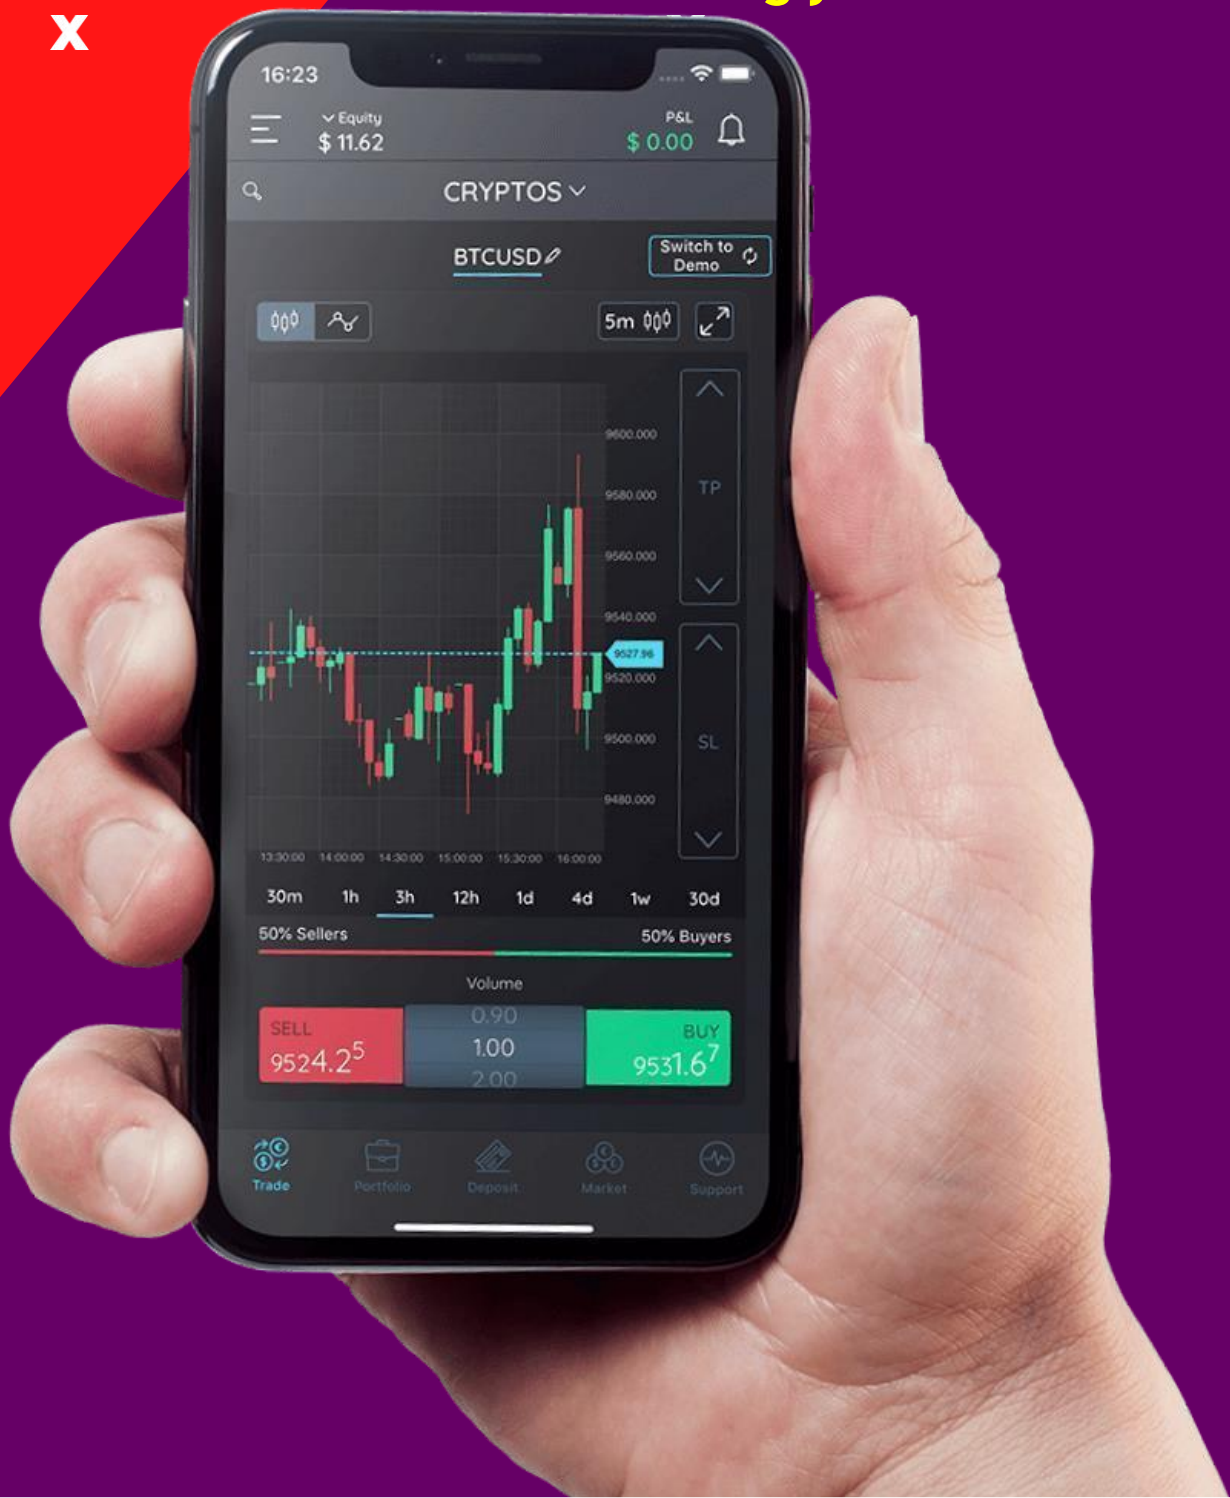 x
16:23
Equity
P&L
$ 11.62
$ 0.00
CRYPTOS
BTCUSD
Switch to
Demo
5m
9600.000
9580.000
TP
9560.000
9540.000
9527.96
9520.000
9500.000
SL
9480.000
13:30:00 14:00:00 14:30:00 15:00:00 15:30:00 16:00:00
30m 1h 3h 12h 1d 4d 1w 30d
50% Sellers 50% Buyers
Volume
0.90
SELL
BUY
1.00
9524.2⁵
9531.6⁷
2.00
Trade Portfolio Deposit Market Support